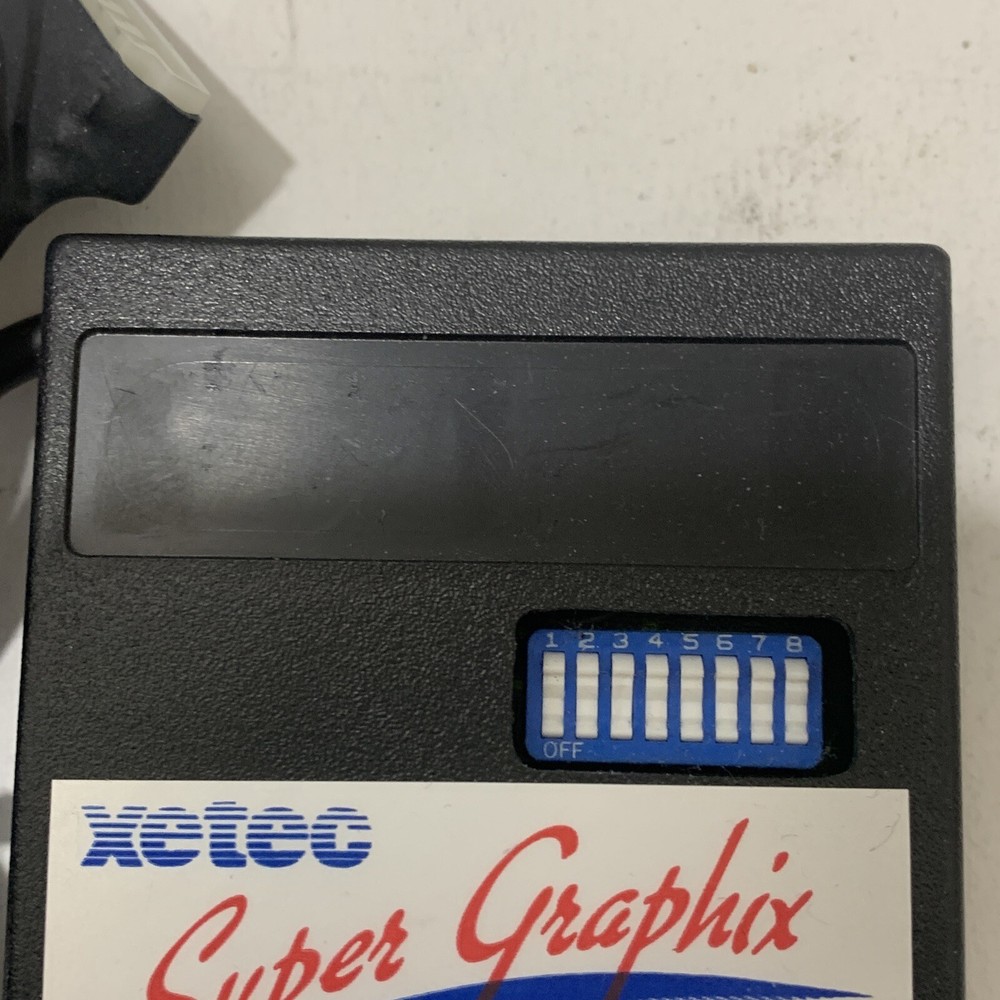 1 2 3 4 5 6 7 8
OFF
xetec
Super Graphix